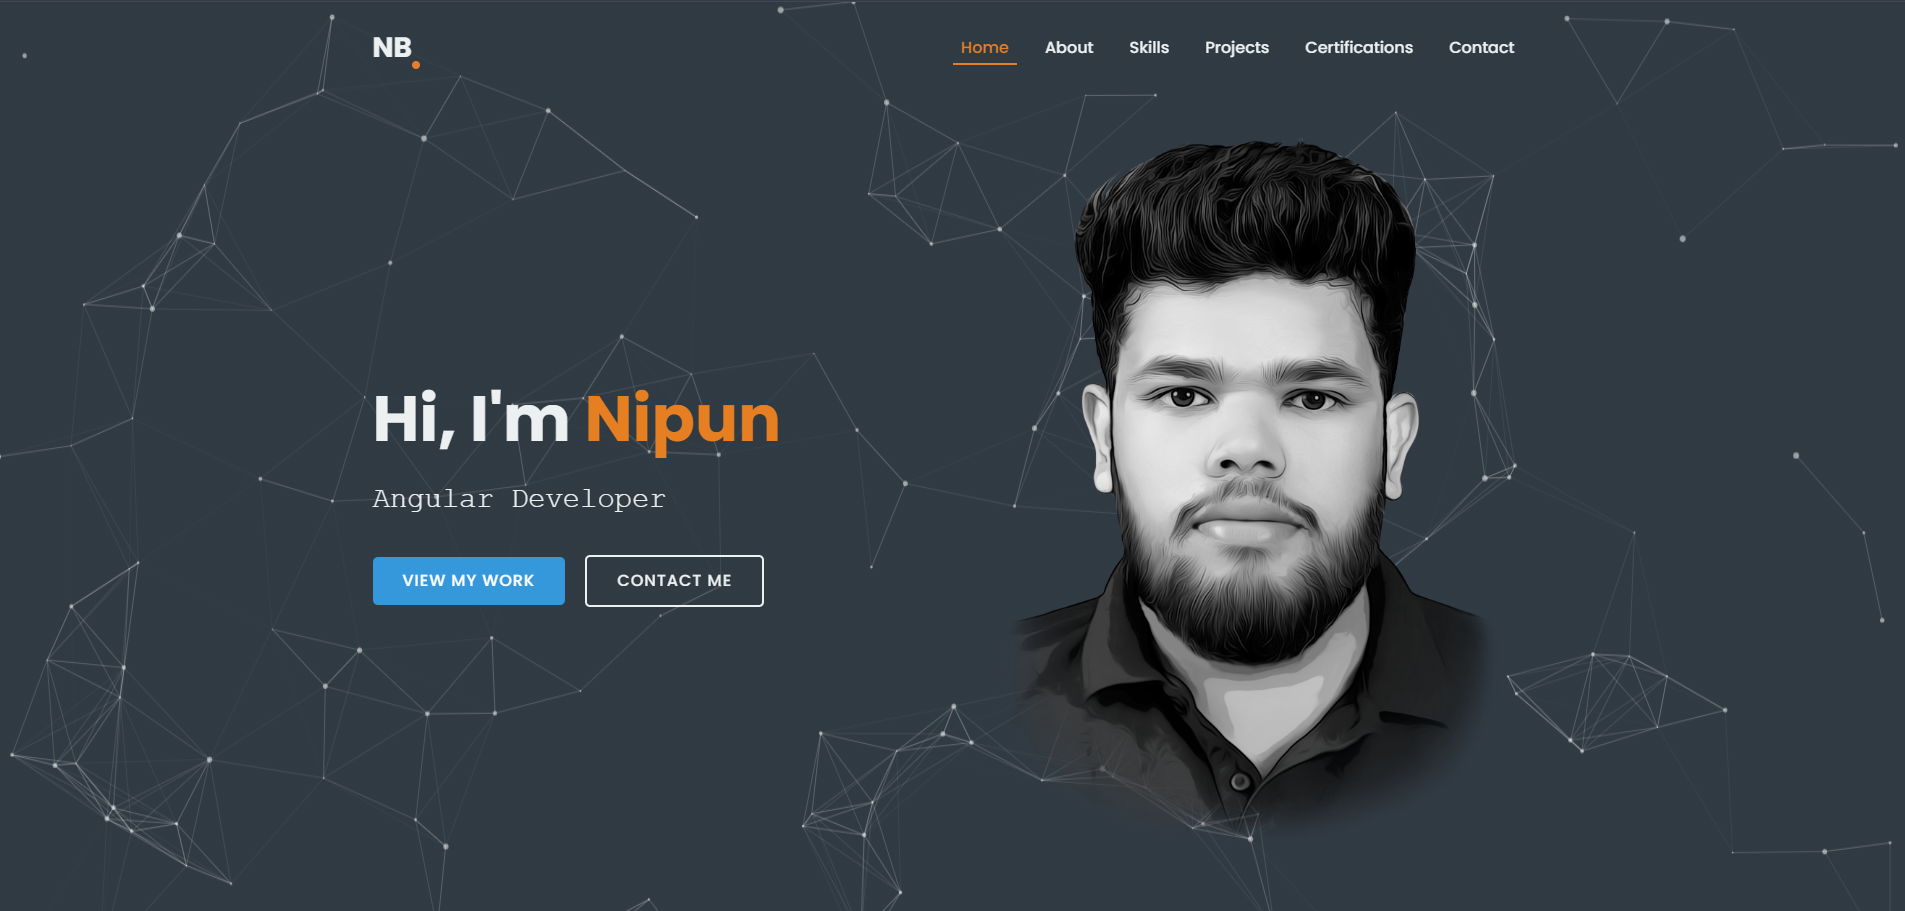 NB.
Home About Skills Projects Certifications Contact
Hi, I'm Nipun
Angular Developer
VIEW MY WORK CONTACT ME